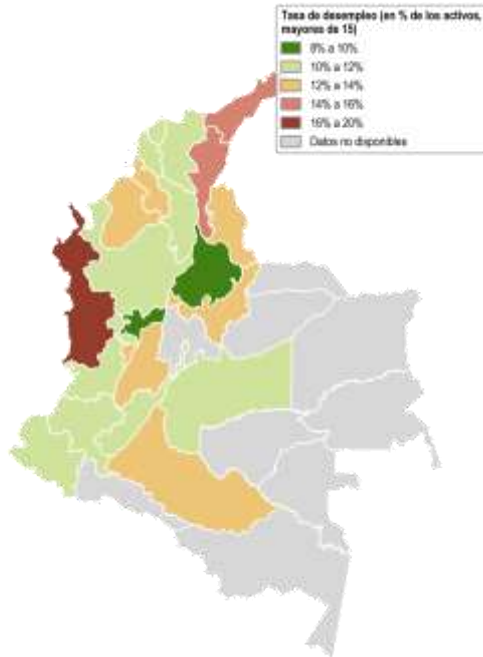 Tasa de desempleo (en % de los activos,
mayores de 15)
8% a 10%
10% a 12%
12% a 14%
14% a 16%
16% a 20%
Datos no disponibles